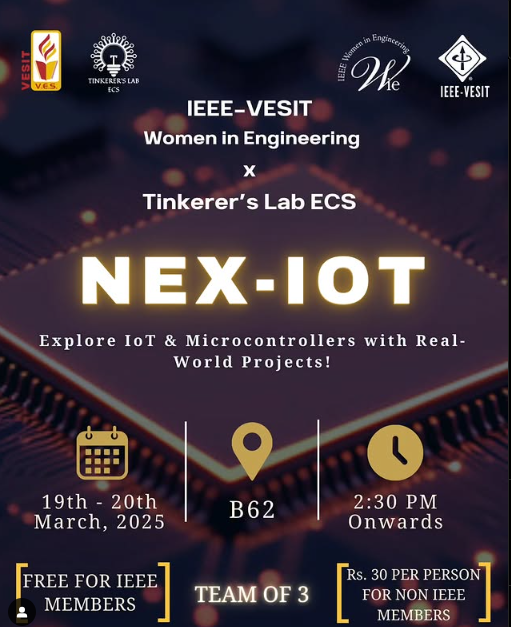 VESIT
V.E.S.
TINKERER'S LAB
ECS
IEEE Women in Engineering
Wie
IEEE-VESIT
IEEE-VESIT
Women in Engineering
x
Tinkerer's Lab ECS
NEX-IOT
Explore IoT & Microcontrollers with Real-
World Projects!
19th - 20th
March, 2025
B62
2:30 PM
Onwards
FREE FOR IEEE
MEMBERS
TEAM OF 3
Rs. 30 PER PERSON
FOR NON IEEE
MEMBERS